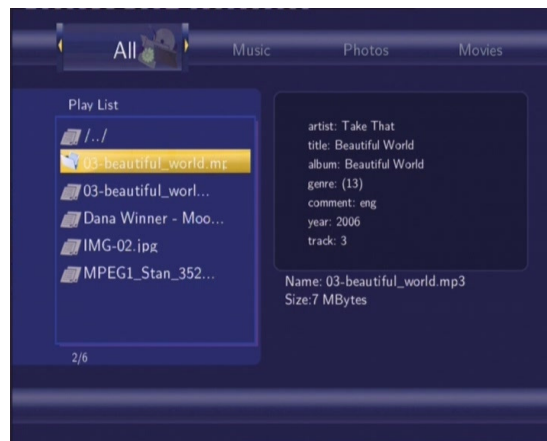 All Music Photos Movies
Play List
/../
03-beautiful_world.mp
03-beautiful_worl...
Dana Winner - Moo...
IMG-02.jpg
MPEG1_Stan_352...
2/6
artist: Take That
title: Beautiful World
album: Beautiful World
genre: (13)
comment: eng
year: 2006
track: 3
Name: 03-beautiful_world.mp3
Size:7 MBytes